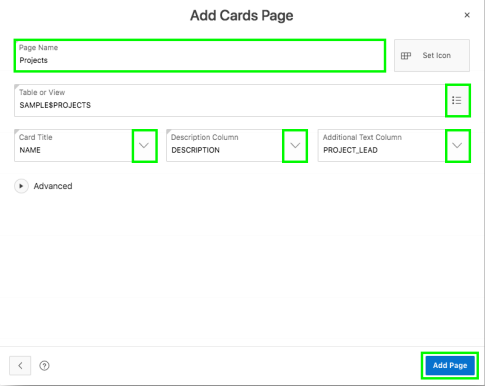 Add Cards Page
×
Page Name
Projects
Set Icon
Table or View
SAMPLE$PROJECTS
Card Title
NAME
Description Column
DESCRIPTION
Additional Text Column
PROJECT_LEAD
Advanced
Add Page